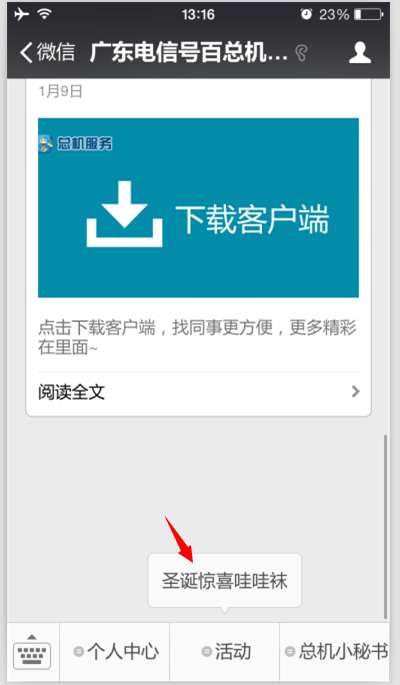 13:16
23%
微信
广东电信号百总机...
1月9日
总机服务
下载客户端
点击下载客户端，找同事更方便，更多精彩
在里面~
阅读全文
圣诞惊喜哇哇袜
个人中心
活动
总机小秘书